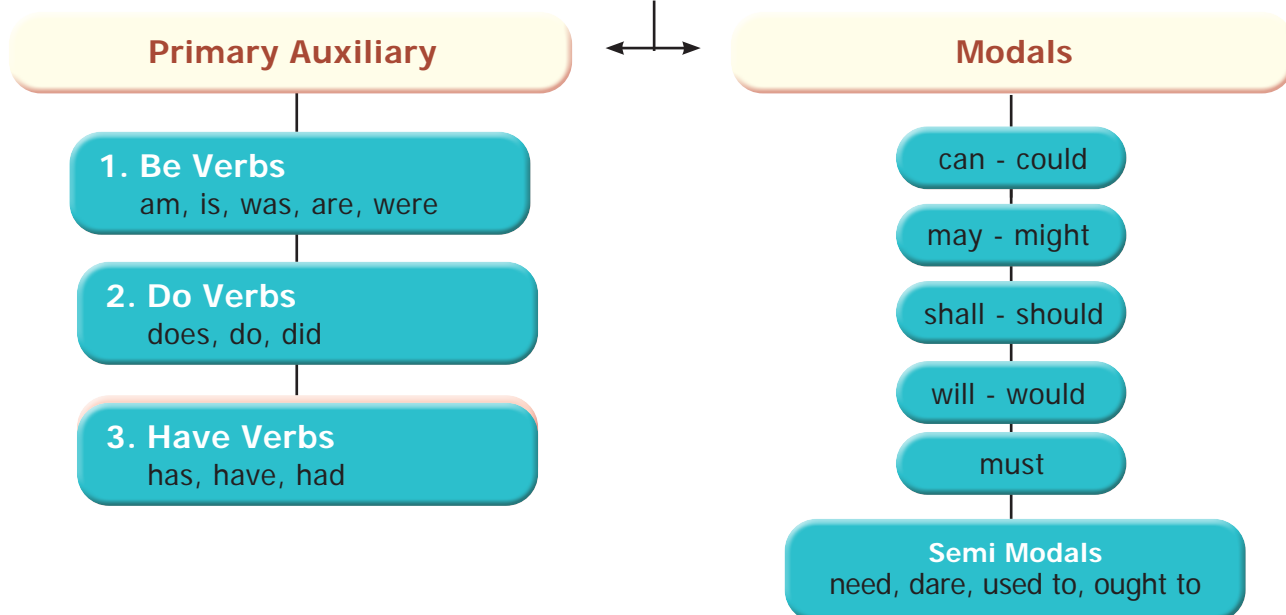 Primary Auxiliary
1. Be Verbs
am, is, was, are, were
2. Do Verbs
does, do, did
3. Have Verbs
has, have, had
Modals
can - could
may - might
shall - should
will - would
must
Semi Modals
need, dare, used to, ought to